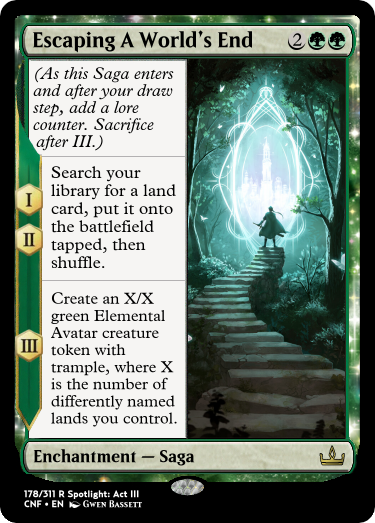 Escaping A World's End 2
(As this Saga enters
and after your draw
step, add a lore
counter. Sacrifice
after III.)
I
II
Search your
library for a land
card, put it onto
the battlefield
tapped, then
shuffle.
III
Create an X/X
green Elemental
Avatar creature
token with
trample, where X
is the number of
differently named
lands you control.
Enchantment — Saga
178/311 R Spotlight: Act III
CNF • EN Gwen Bassett